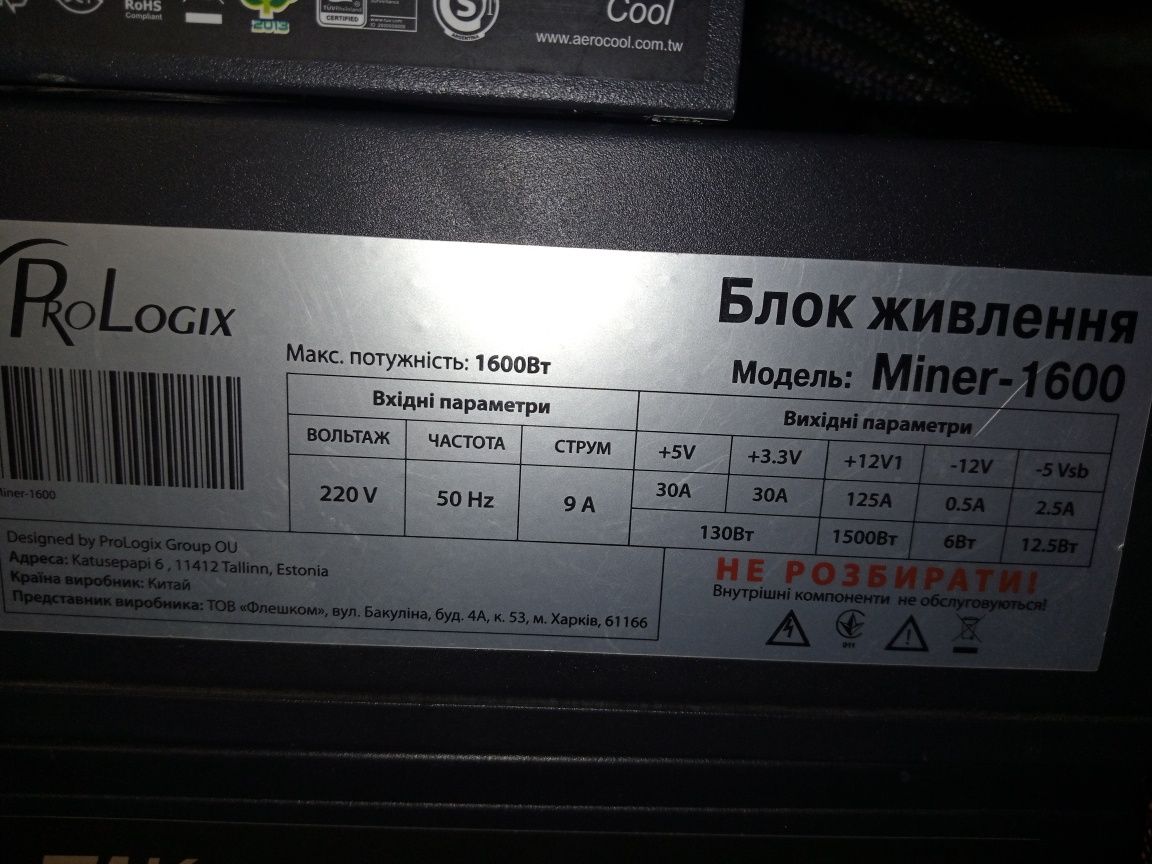 RoHS
Compliant
2013
TÜVRheinland
CERTIFIED
ARGENTINA
Cool
www.aerocool.com.tw
PROLOGIX
Блок живлення
Макс. потужність: 1600Вт
Модель: Miner-1600
Вхідні параметри
Вихідні параметри
ВОЛЬТАЖ ЧАСТОТА СТРУМ +5V +3.3V +12V1 -12V -5 Vsb
220 V 50 Hz 9 A 30A 30A 125A 0.5A 2.5A
130Вт 1500Вт 6Вт 12.5Вт
Miner-1600
Designed by ProLogix Group OU
Адреса: Katusepapi 6 , 11412 Tallinn, Estonia
Країна виробник: Китай
Представник виробника: ТОВ «Флешком», вул. Бакуліна, буд. 4А, к. 53, м. Харків, 61166
НЕ РОЗБИРАТИ!
Внутрішні компоненти не обслуговуються!